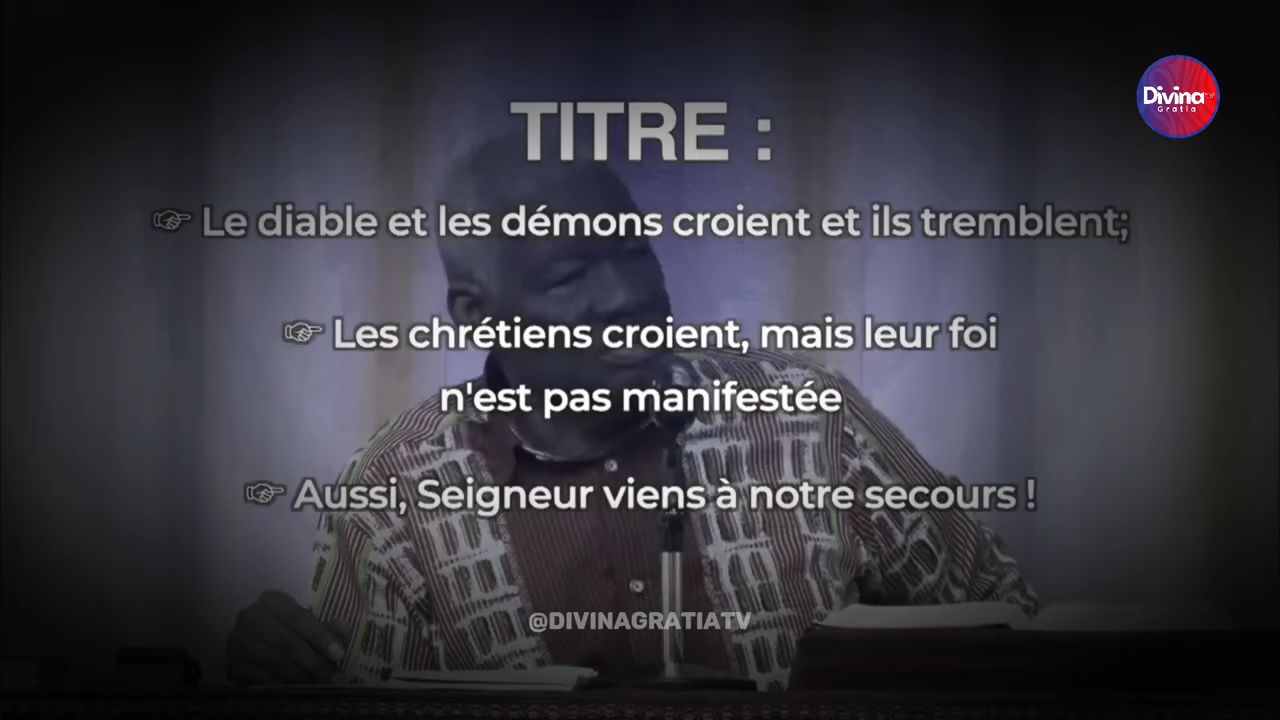 Divina TV
Gratia
TITRE :
☞ Le diable et les démons croient et ils tremblent;
☞ Les chrétiens croient, mais leur foi
n'est pas manifestée
☞ Aussi, Seigneur viens à notre secours !
@DIVINAGRATIATV